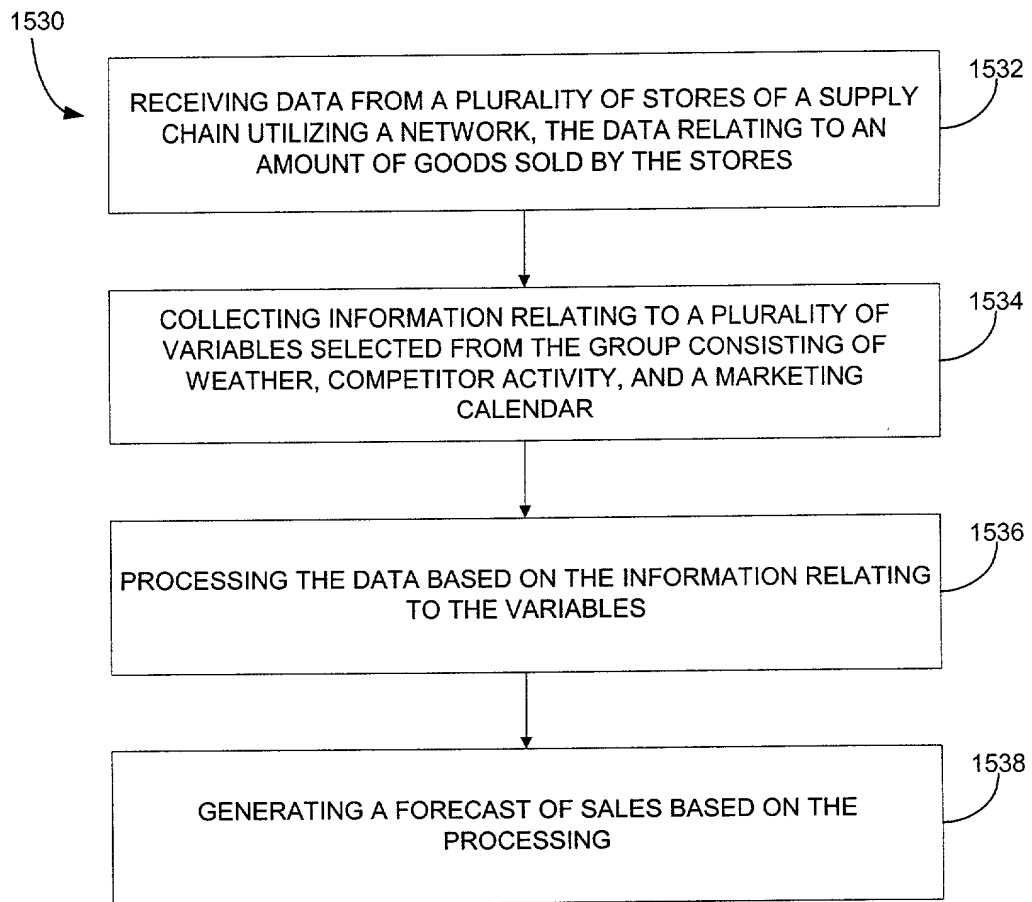 1530
1532
RECEIVING DATA FROM A PLURALITY OF STORES OF A SUPPLY
CHAIN UTILIZING A NETWORK, THE DATA RELATING TO AN
AMOUNT OF GOODS SOLD BY THE STORES
1534
COLLECTING INFORMATION RELATING TO A PLURALITY OF
VARIABLES SELECTED FROM THE GROUP CONSISTING OF
WEATHER, COMPETITOR ACTIVITY, AND A MARKETING
CALENDAR
1536
PROCESSING THE DATA BASED ON THE INFORMATION RELATING
TO THE VARIABLES
1538
GENERATING A FORECAST OF SALES BASED ON THE
PROCESSING